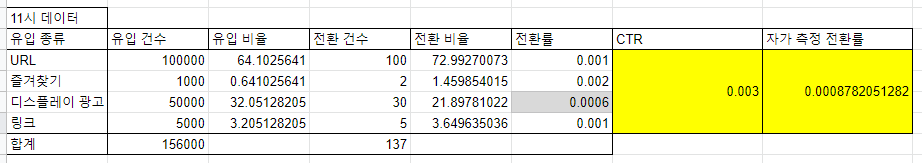 11시 데이터
유입 종류 유입 건수 유입 비율 전환 건수 전환 비율 전환률 CTR 자가 측정 전환률
URL 100000 64.1025641 100 72.99270073 0.001
즐겨찾기 1000 0.641025641 2 1.459854015 0.002
디스플레이 광고 50000 32.05128205 30 21.89781022 0.0006 0.003 0.0008782051282
링크 5000 3.205128205 5 3.649635036 0.001
합계 156000 137